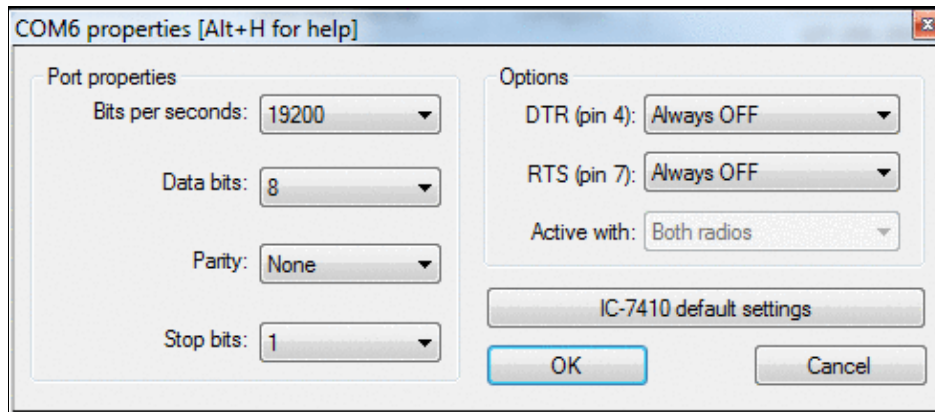 COM6 properties [Alt+H for help]
Port properties
Bits per seconds: 19200
Data bits: 8
Parity: None
Stop bits: 1
Options
DTR (pin 4): Always OFF
RTS (pin 7): Always OFF
Active with: Both radios
IC-7410 default settings
OK Cancel